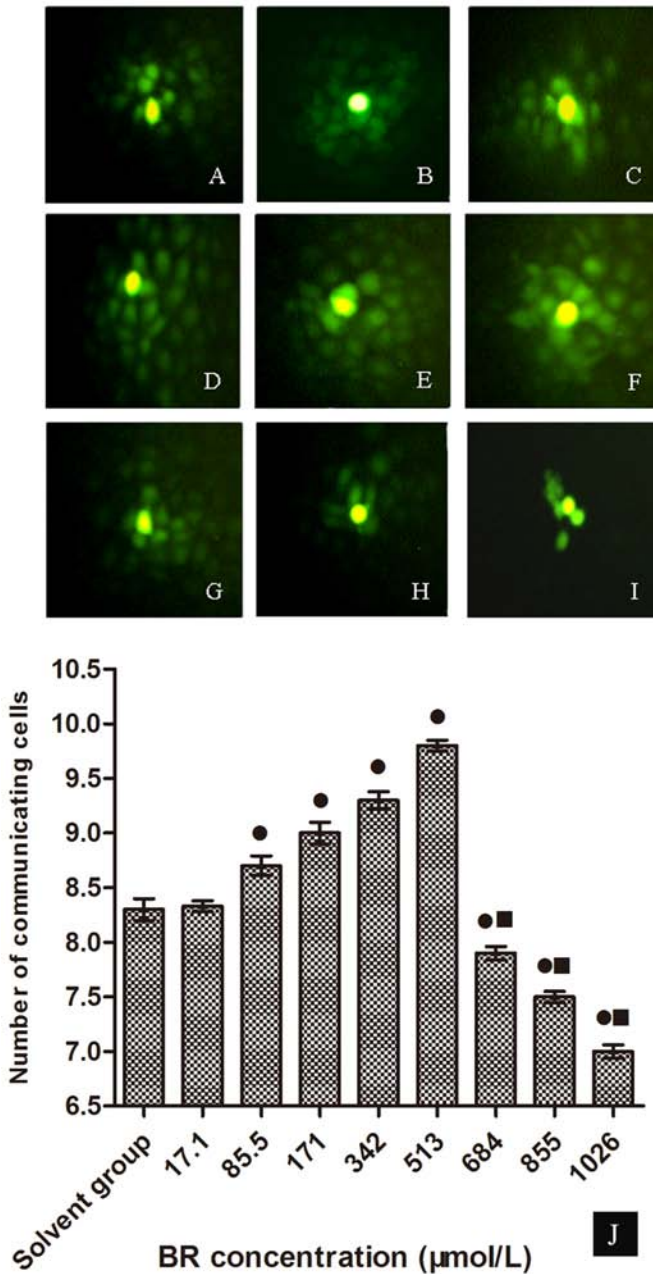 A
B
C
D
E
F
G
H
I
10.5
10.0
9.5
9.0
8.5
8.0
7.5
7.0
6.5
Number of communicating cells
Solvent group
17.1
85.5
171
342
513
684
855
1026
BR concentration (μmol/L)
J